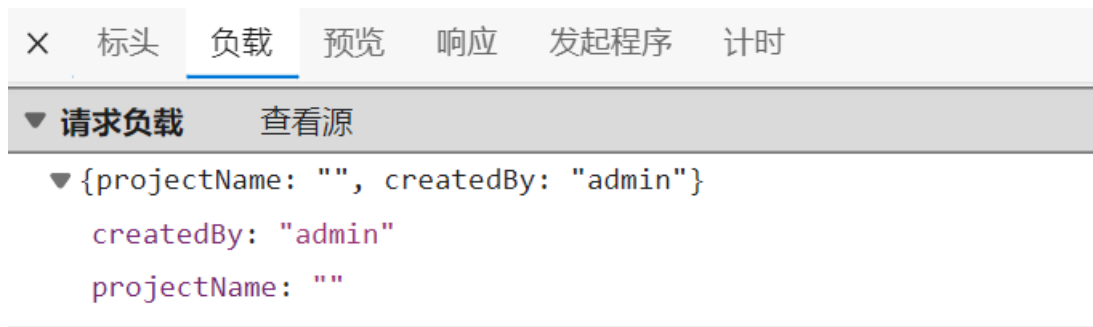 × 标头 负载 预览 响应 发起程序 计时
▼ 请求负载 查看源
▼ {projectName: "", createdBy: "admin"}
createdBy: "admin"
projectName: ""